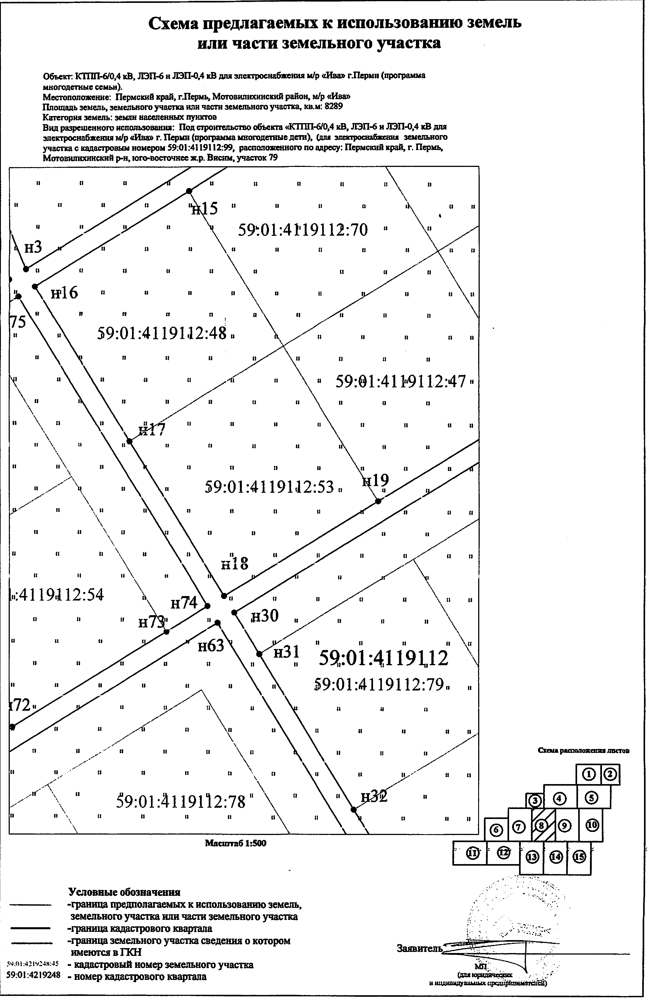 Схема предлагаемых к использованию земель
или части земельного участка
Объект: КТПП-6/0,4 кВ, ЛЭП-6 и ЛЭП-0,4 кВ для электроснабжения м/р «Ива» г.Перми (программа
многодетные семьи).
Местоположение: Пермский край, г.Пермь, Мотовилихинский район, м/р «Ива»
Площадь земель, земельного участка или части земельного участка, кв.м: 8289
Категория земель: земли населенных пунктов
Вид разрешенного использования: Под строительство объекта «КТПП-6/0,4 кВ, ЛЭП-6 и ЛЭП-0,4 кВ для
электроснабжения м/р «Ива» г. Перми (программа многодетные дети), (для электроснабжения земельного
участка с кадастровым номером 59:01:4119112:99, расположенного по адресу: Пермский край, г. Пермь,
Мотовилихинский р-н, юго-восточнее ж.р. Висим, участок 79
н15
59:01:4119112:70
н3
н16
75
59:01:4119112:48
59:01:4119112:47
н17
н19
59:01:4119112:53
н18
:4119112:54
н74
н30
н73
н63
н31
59:01:4119112
59:01:4119112:79
72
н32
59:01:4119112:78
Масштаб 1:500
Схема расположения листов
1 2
3 4 5
6 7 8 9 10
11 12 13 14 15
Условные обозначения
-граница предполагаемых к использованию земель,
земельного участка или части земельного участка
-граница кадастрового квартала
-граница земельного участка сведения о котором
имеются в ГКН
59:01:4219248:45 - кадастровый номер земельного участка
59:01:4219248 - номер кадастрового квартала
Заявитель
МП
(для юридических
и индивидуальных предпринимателей)